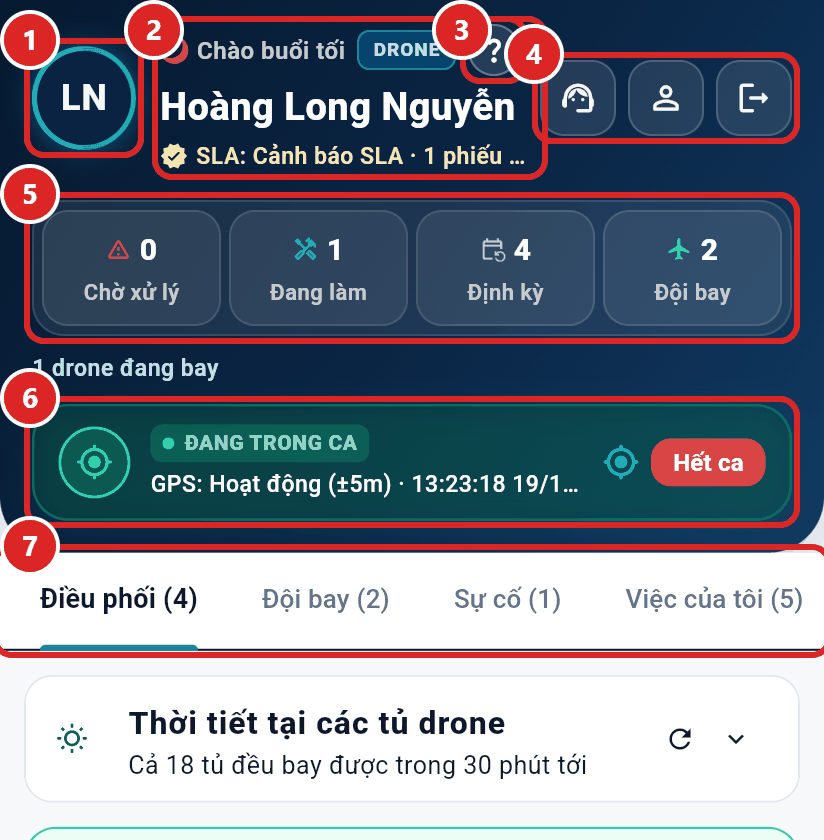 1
2
3
4
LN
Chào buổi tối
DRONE
?
Hoàng Long Nguyễn
SLA: Cảnh báo SLA · 1 phiếu ...
5
0
Chờ xử lý
1
Đang làm
4
Định kỳ
2
Đội bay
1 drone đang bay
6
ĐANG TRONG CA
GPS: Hoạt động (±5m) · 13:23:18 19/1...
Hết ca
7
Điều phối (4)
Đội bay (2)
Sự cố (1)
Việc của tôi (5)
Thời tiết tại các tủ drone
Cả 18 tủ đều bay được trong 30 phút tới